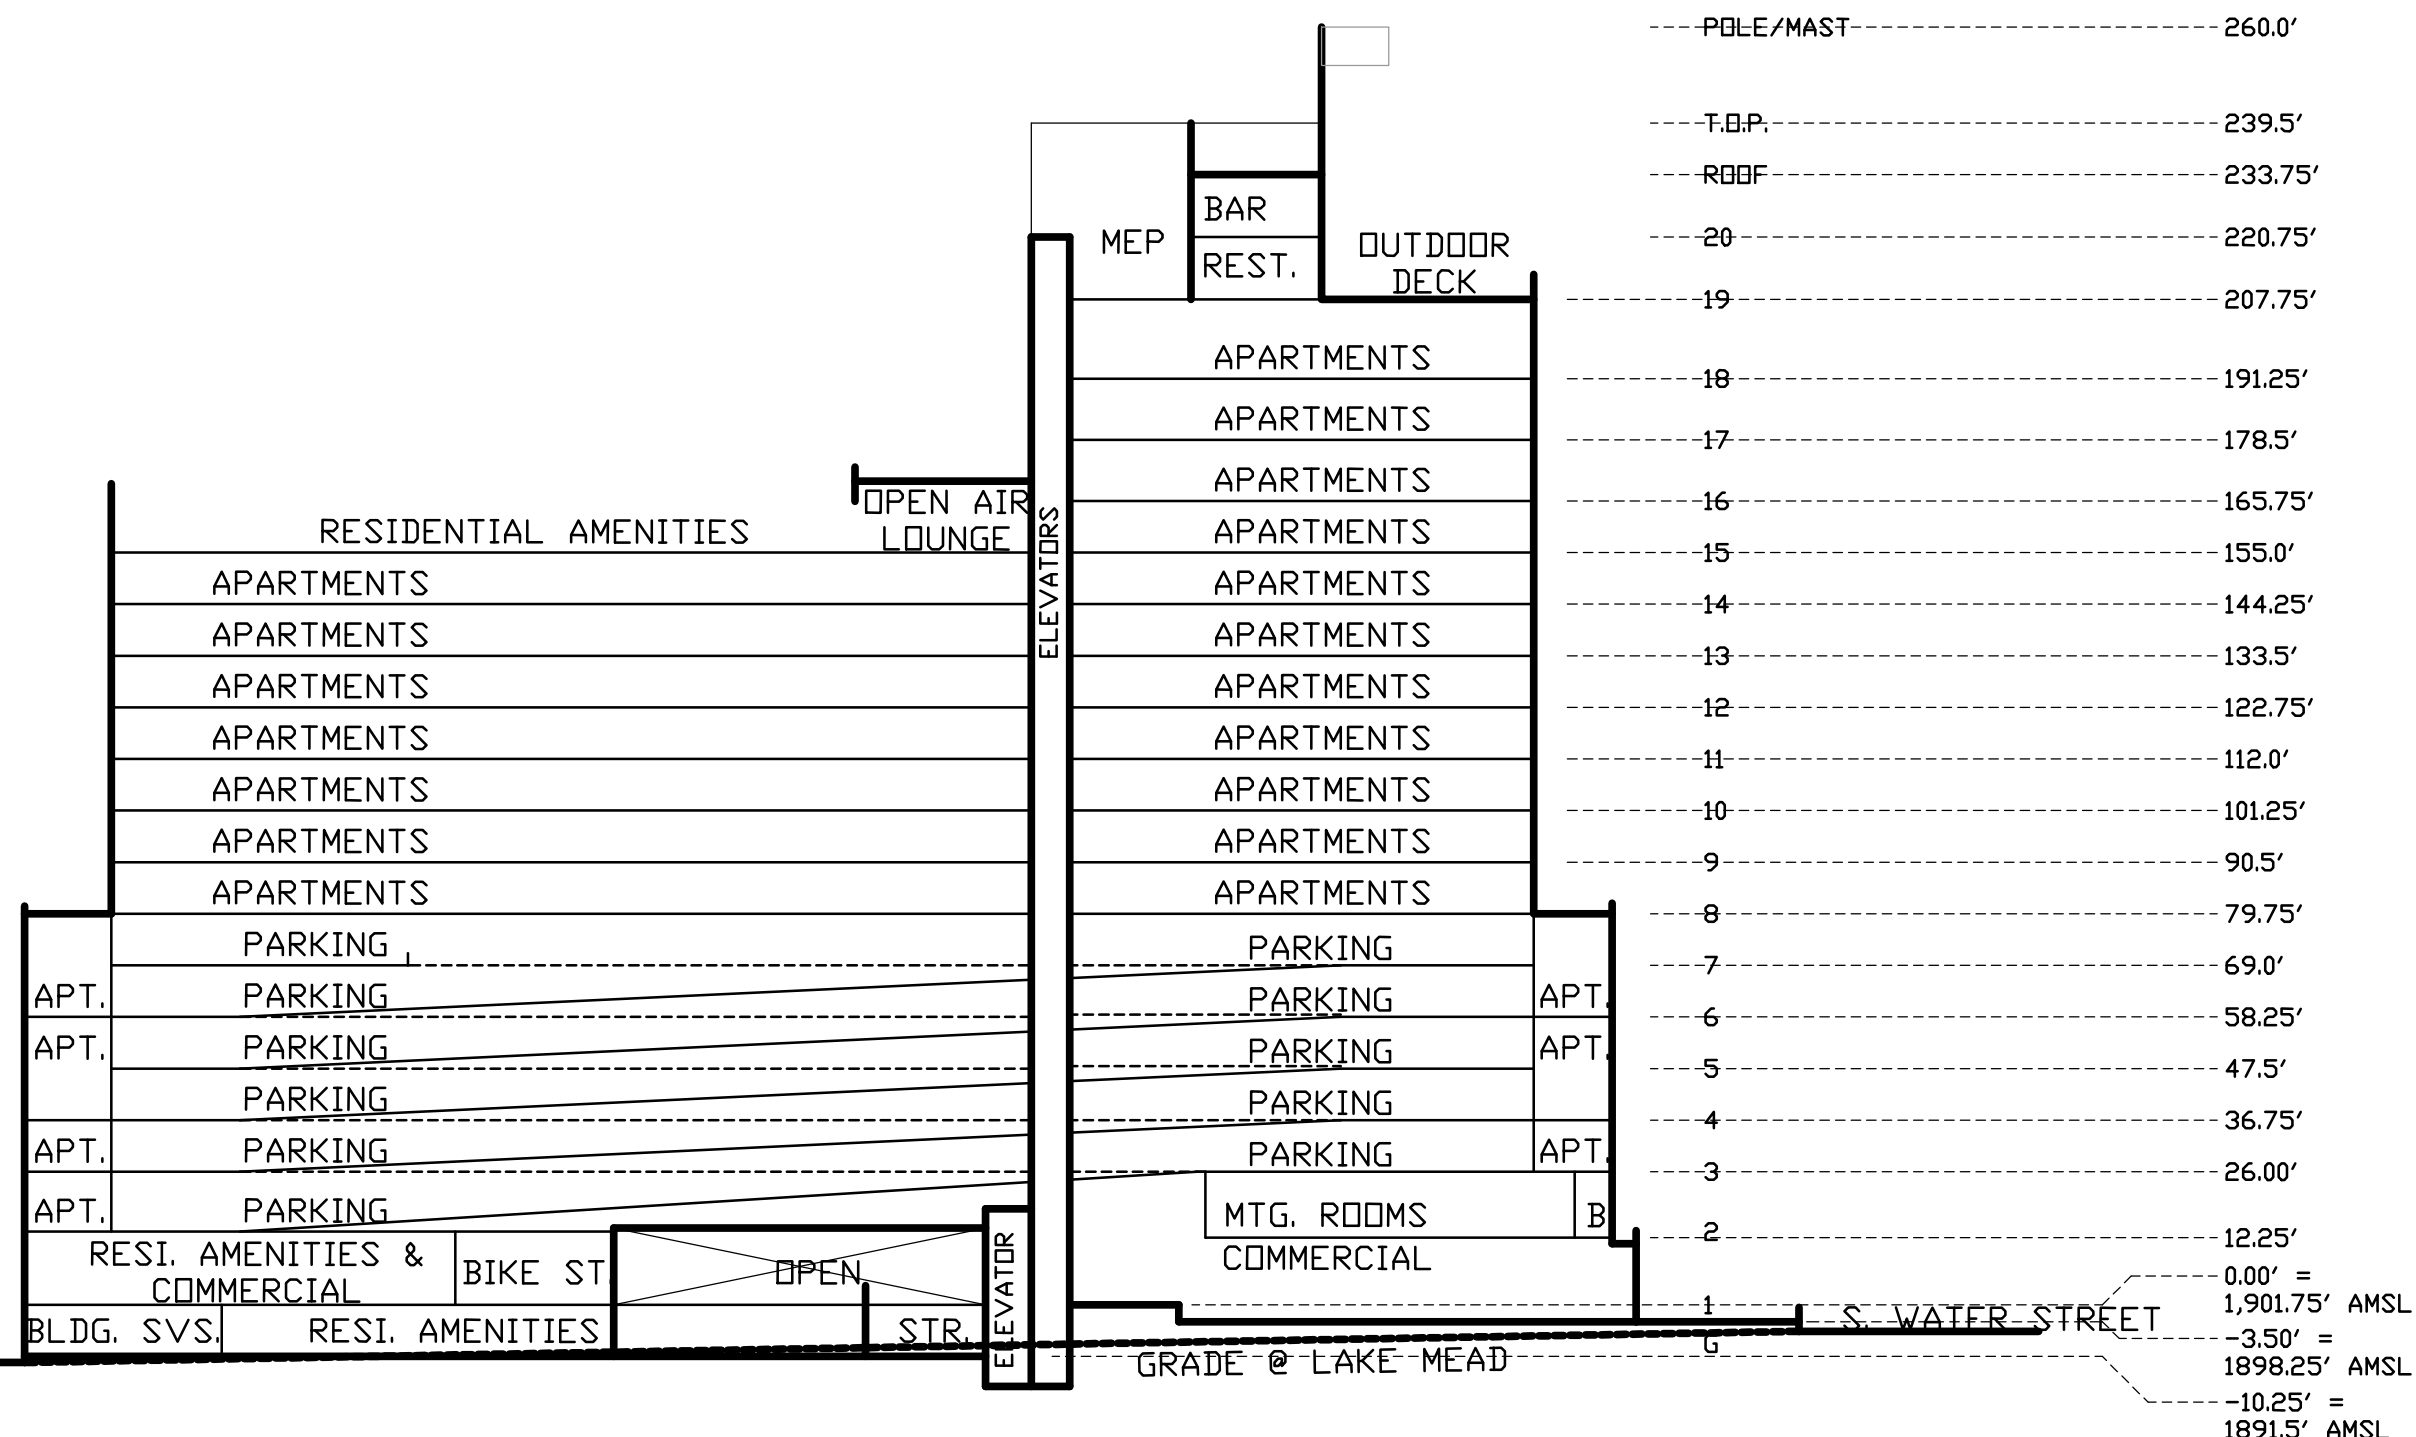 POLE/MAST 260.0′
T.O.P. 239.5′
ROOF 233.75′
BAR
MEP
20 220.75′
REST.
OUTDOOR
DECK
19 207.75′
APARTMENTS
18 191.25′
APARTMENTS
17 178.5′
APARTMENTS
16 165.75′
OPEN AIR
LOUNGE
RESIDENTIAL AMENITIES
ELEVATORS
APARTMENTS
15 155.0′
APARTMENTS APARTMENTS
14 144.25′
APARTMENTS APARTMENTS
13 133.5′
APARTMENTS APARTMENTS
12 122.75′
APARTMENTS APARTMENTS
11 112.0′
APARTMENTS APARTMENTS
10 101.25′
APARTMENTS APARTMENTS
9 90.5′
APARTMENTS APARTMENTS
8 79.75′
PARKING PARKING
7 69.0′
APT. PARKING PARKING APT.
6 58.25′
APT. PARKING PARKING APT.
5 47.5′
PARKING PARKING
4 36.75′
APT. PARKING PARKING APT.
3 26.00′
APT. PARKING
MTG. ROOMS B
2 12.25′
RESI. AMENITIES &
COMMERCIAL
BIKE ST.
OPEN
ELEVATOR
COMMERCIAL
0.00′ =
1,901.75′ AMSL
1
BLDG. SVS.
RESI. AMENITIES
STR.
S. WATER STREET
G
-3.50′ =
1898.25′ AMSL
GRADE @ LAKE MEAD
-10.25′ =
1891.5′ AMSL